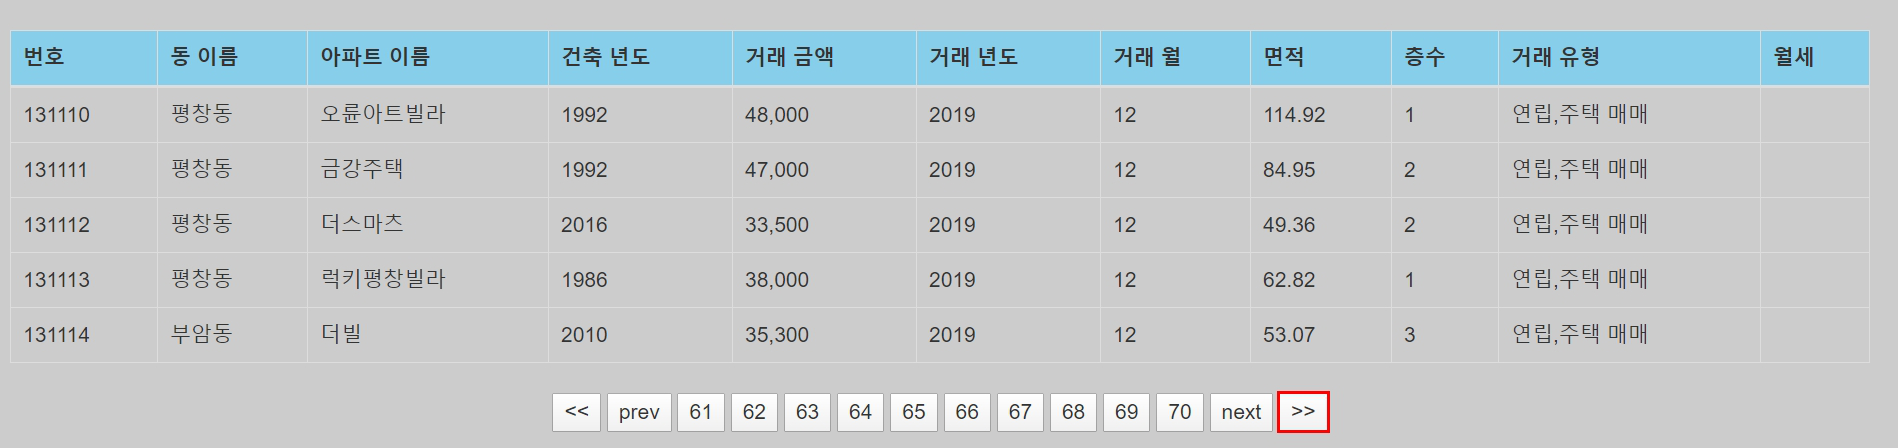 번호 동 이름 아파트 이름 건축 년도 거래 금액 거래 년도 거래 월 면적 층수 거래 유형 월세
131110 평창동 오륜아트빌라 1992 48,000 2019 12 114.92 1 연립,주택 매매
131111 평창동 금강주택 1992 47,000 2019 12 84.95 2 연립,주택 매매
131112 평창동 더스마츠 2016 33,500 2019 12 49.36 2 연립,주택 매매
131113 평창동 럭키평창빌라 1986 38,000 2019 12 62.82 1 연립,주택 매매
131114 부암동 더빌 2010 35,300 2019 12 53.07 3 연립,주택 매매
<< prev 61 62 63 64 65 66 67 68 69 70 next >>